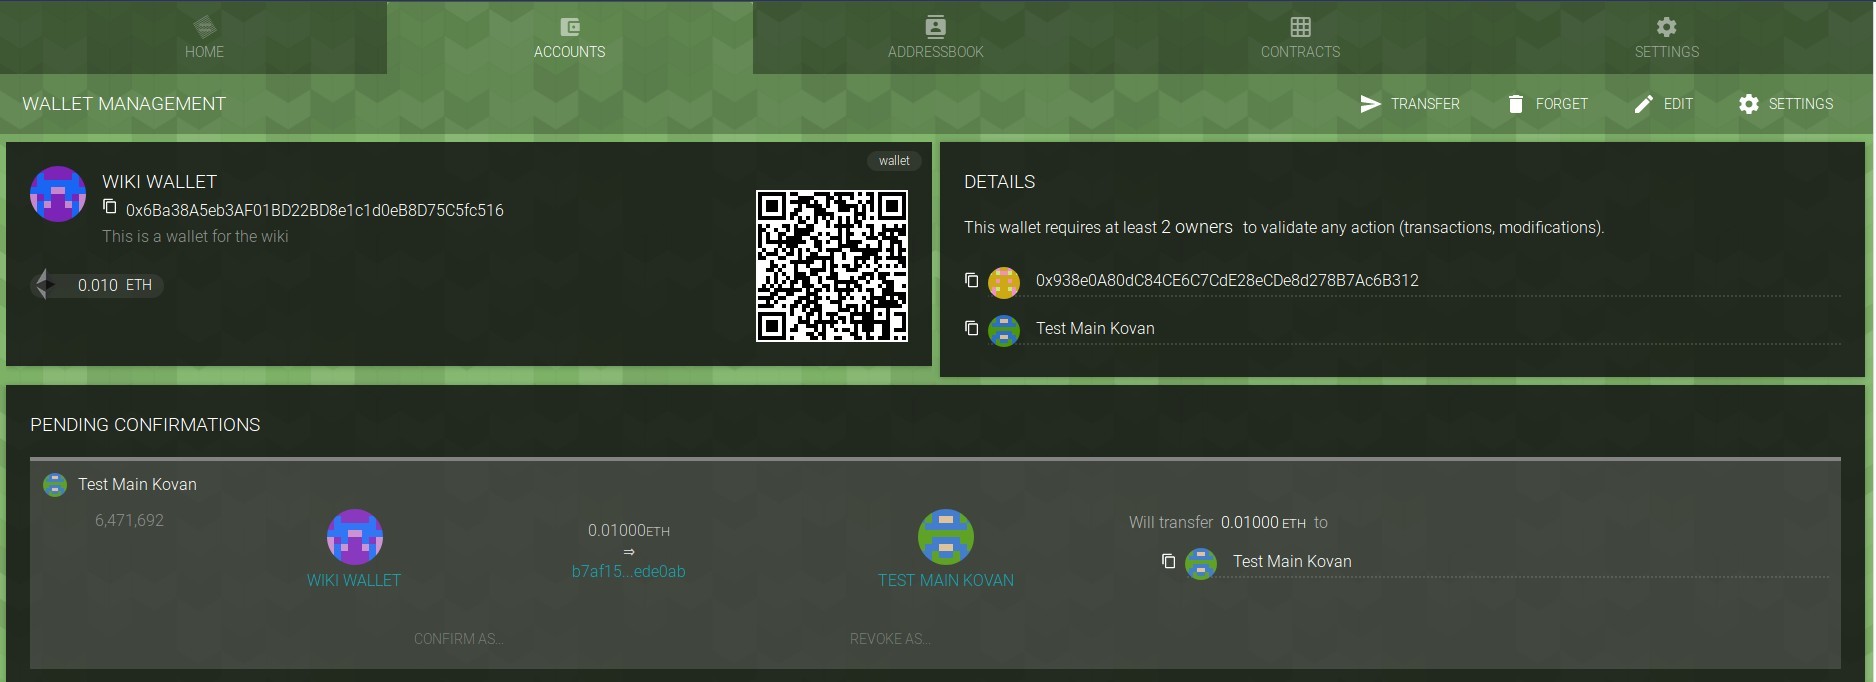 HOME
ACCOUNTS
ADDRESSBOOK
CONTRACTS
SETTINGS
WALLET MANAGEMENT
TRANSFER
FORGET
EDIT
SETTINGS
wallet
WIKI WALLET
0x6Ba38A5eb3AF01BD22BD8e1c1d0eB8D75C5fc516
This is a wallet for the wiki
0.010 ETH
DETAILS
This wallet requires at least 2 owners to validate any action (transactions, modifications).
0x938e0A80dC84CE6C7CdE28eCDe8d278B7Ac6B312
Test Main Kovan
PENDING CONFIRMATIONS
Test Main Kovan
6,471,692
WIKI WALLET
0.01000ETH
⇒
b7af15...ede0ab
TEST MAIN KOVAN
Will transfer 0.01000 ETH to
Test Main Kovan
CONFIRM AS...
REVOKE AS...